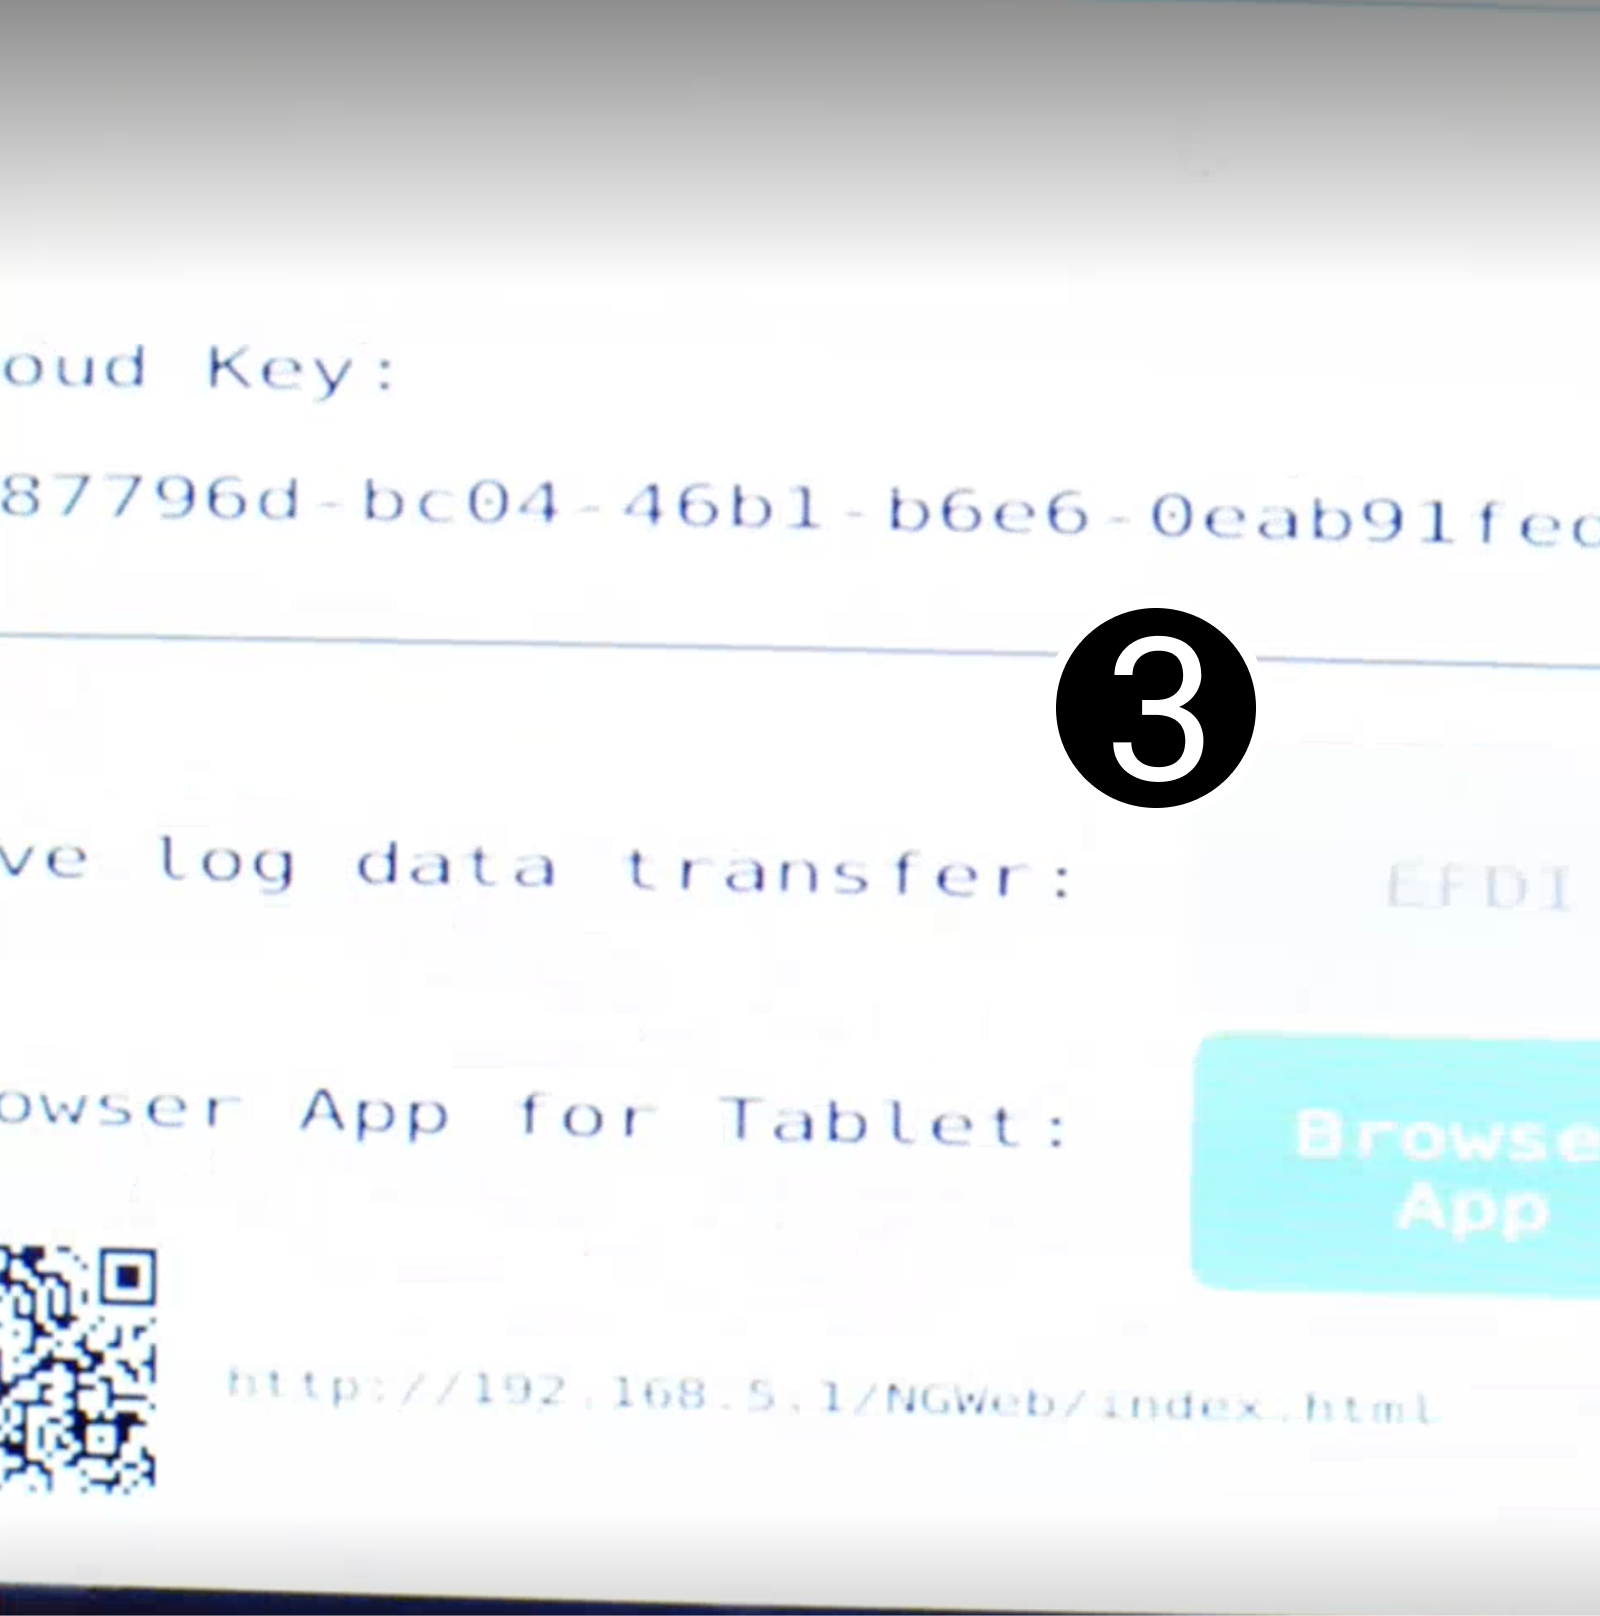 oud Key:
87796d-bc04-46b1-b6e6-0eab91fec
3
ve log data transfer:
EFDI
owser App for Tablet:
Browse
App
http://192.168.5.1/NGWeb/index.html